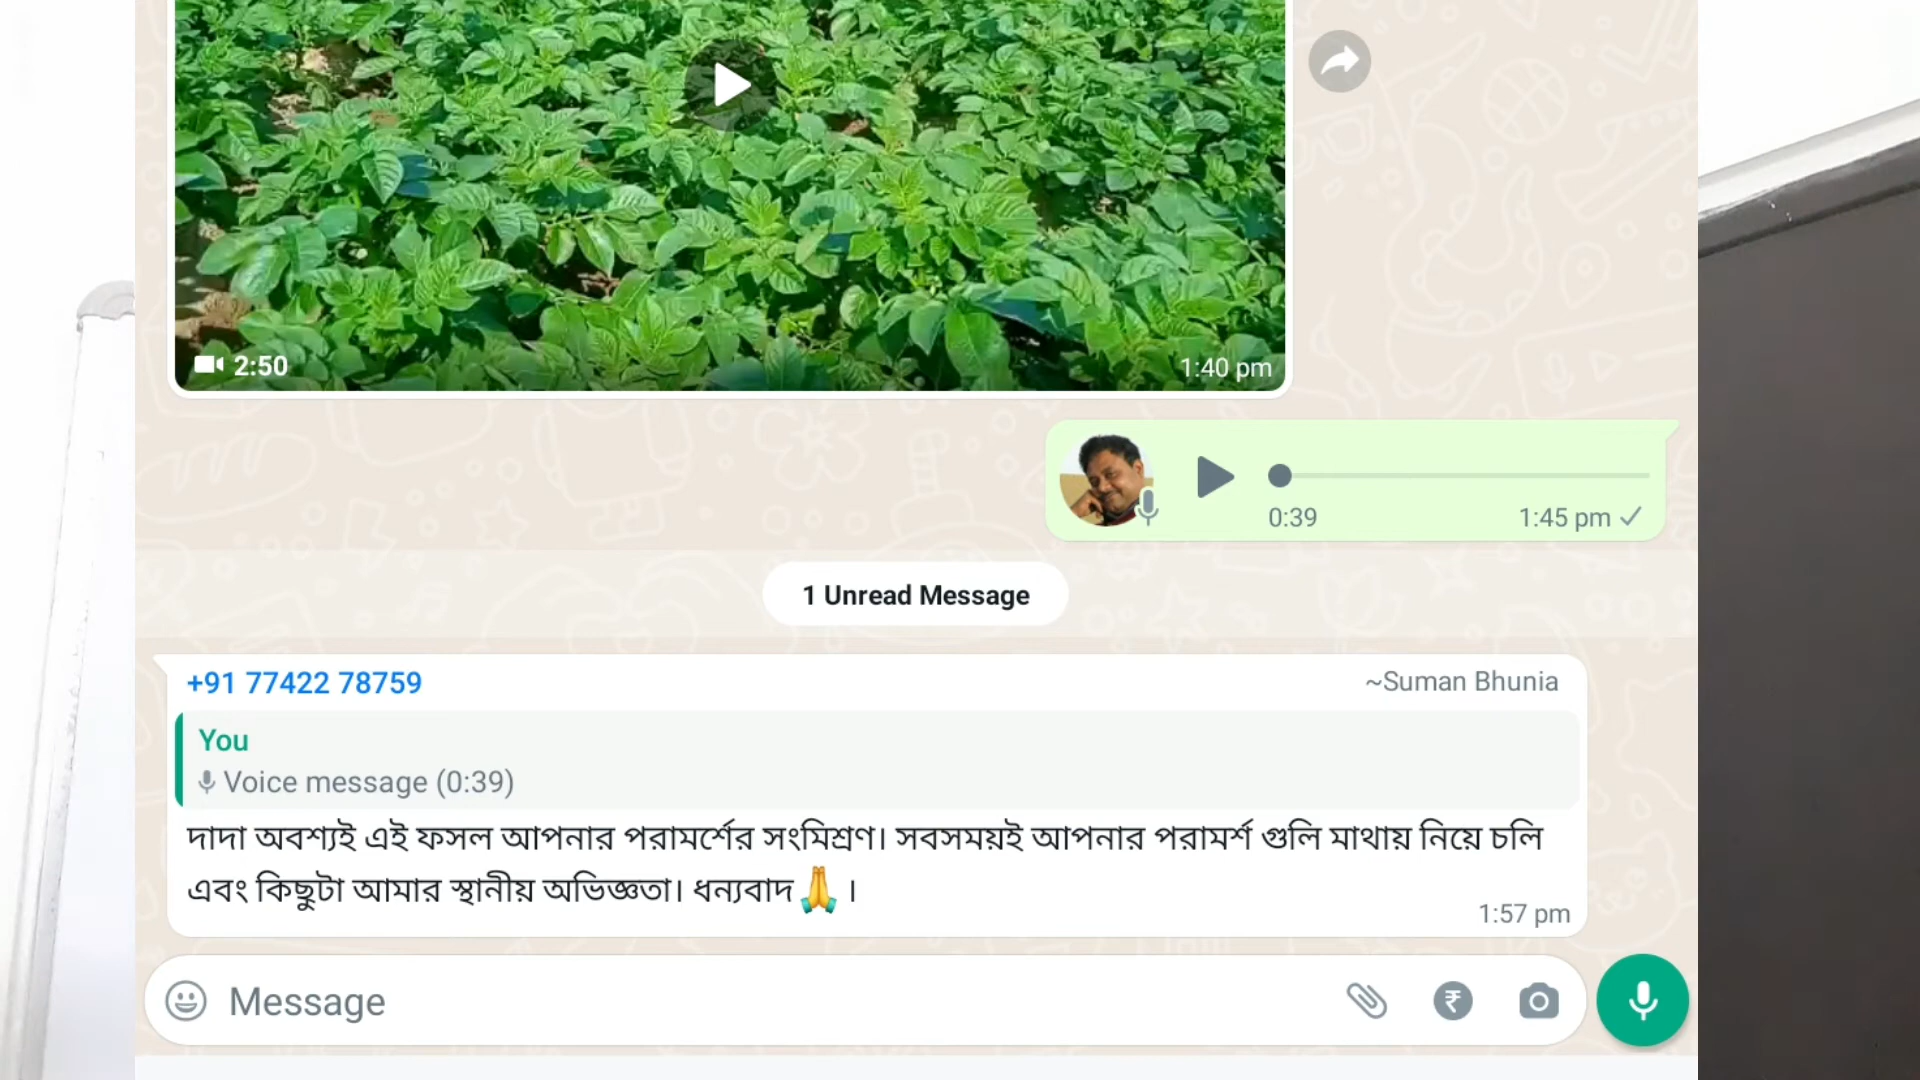 2:50
1:40 pm
0:39
1:45 pm
1 Unread Message
+91 77422 78759
~Suman Bhunia
You
Voice message (0:39)
দাদা অবশ্যই এই ফসল আপনার পরামর্শের সংমিশ্রণ। সবসময়ই আপনার পরামর্শ গুলি মাথায় নিয়ে চলি
এবং কিছুটা আমার স্থানীয় অভিজ্ঞতা। ধন্যবাদ🙏 ।
1:57 pm
Message